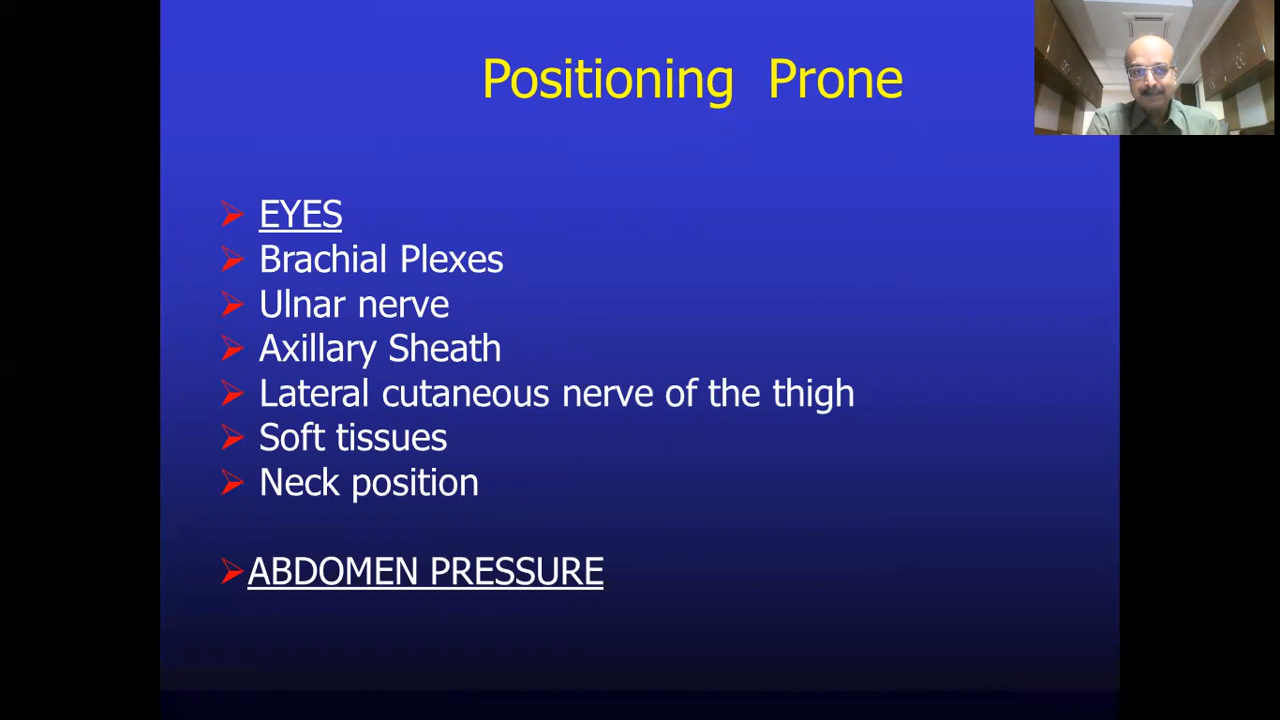 Positioning Prone
EYES
Brachial Plexes
Ulnar nerve
Axillary Sheath
Lateral cutaneous nerve of the thigh
Soft tissues
Neck position
ABDOMEN PRESSURE